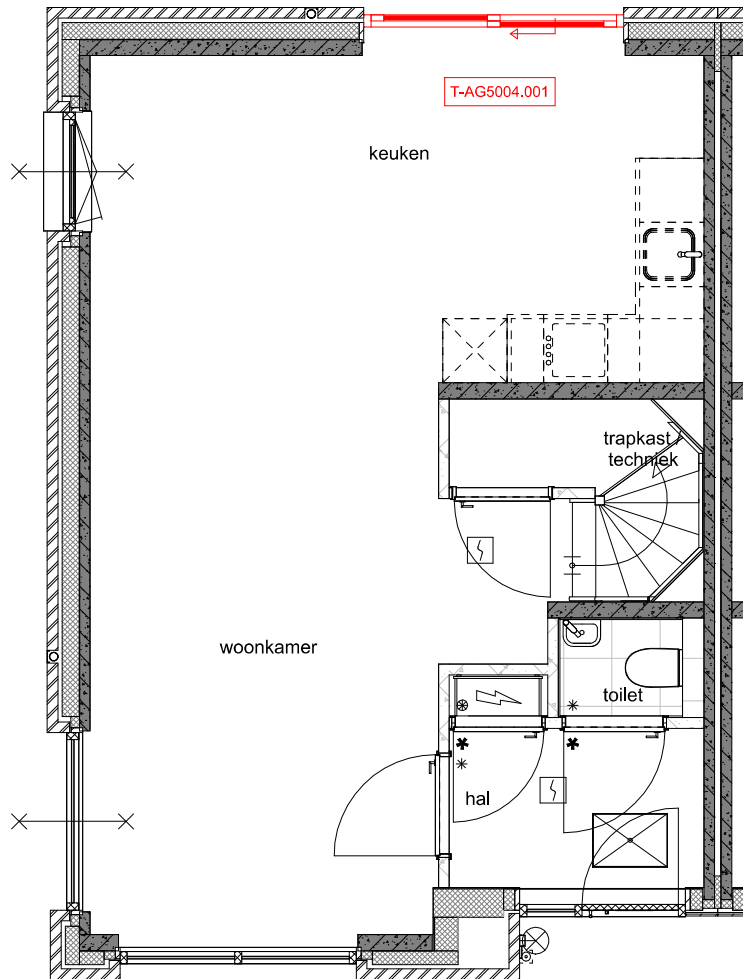 T-AG5004.001
keuken
trapkast /
techniek
woonkamer
toilet
hal